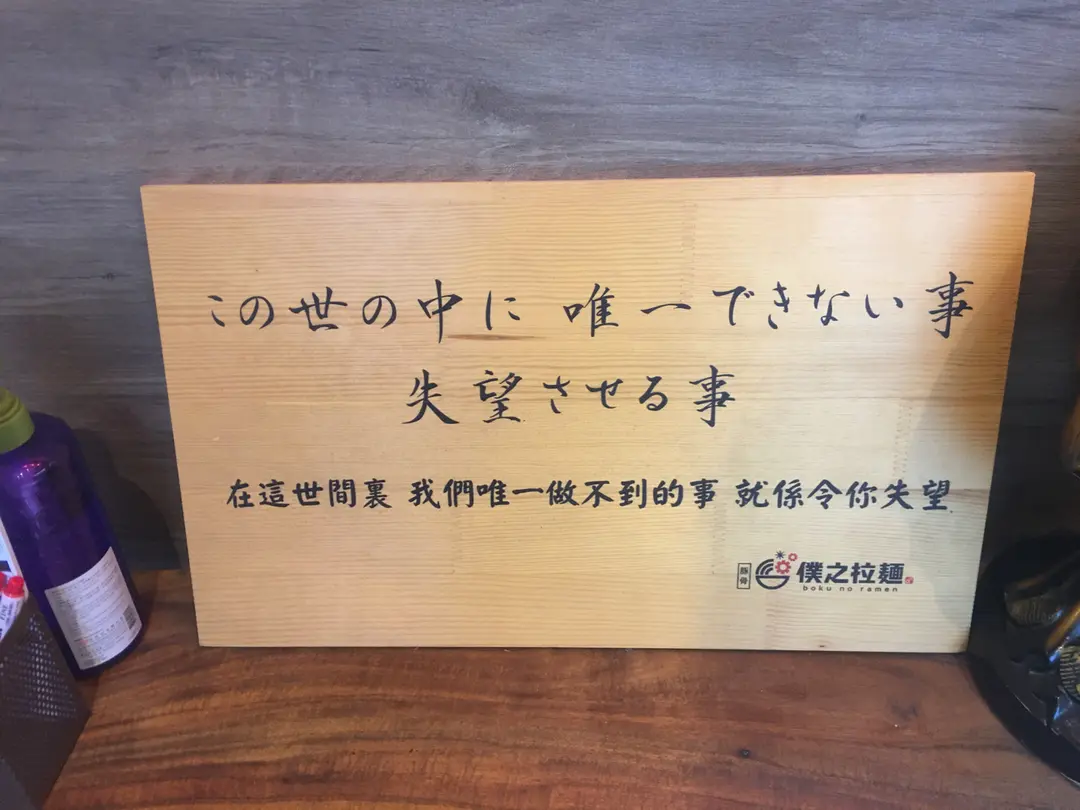 この世の中に 唯一できない事
失望させる事
在這世間裏 我們唯一做不到的事 就係令你失望
豚骨 僕之拉麵
boku no ramen